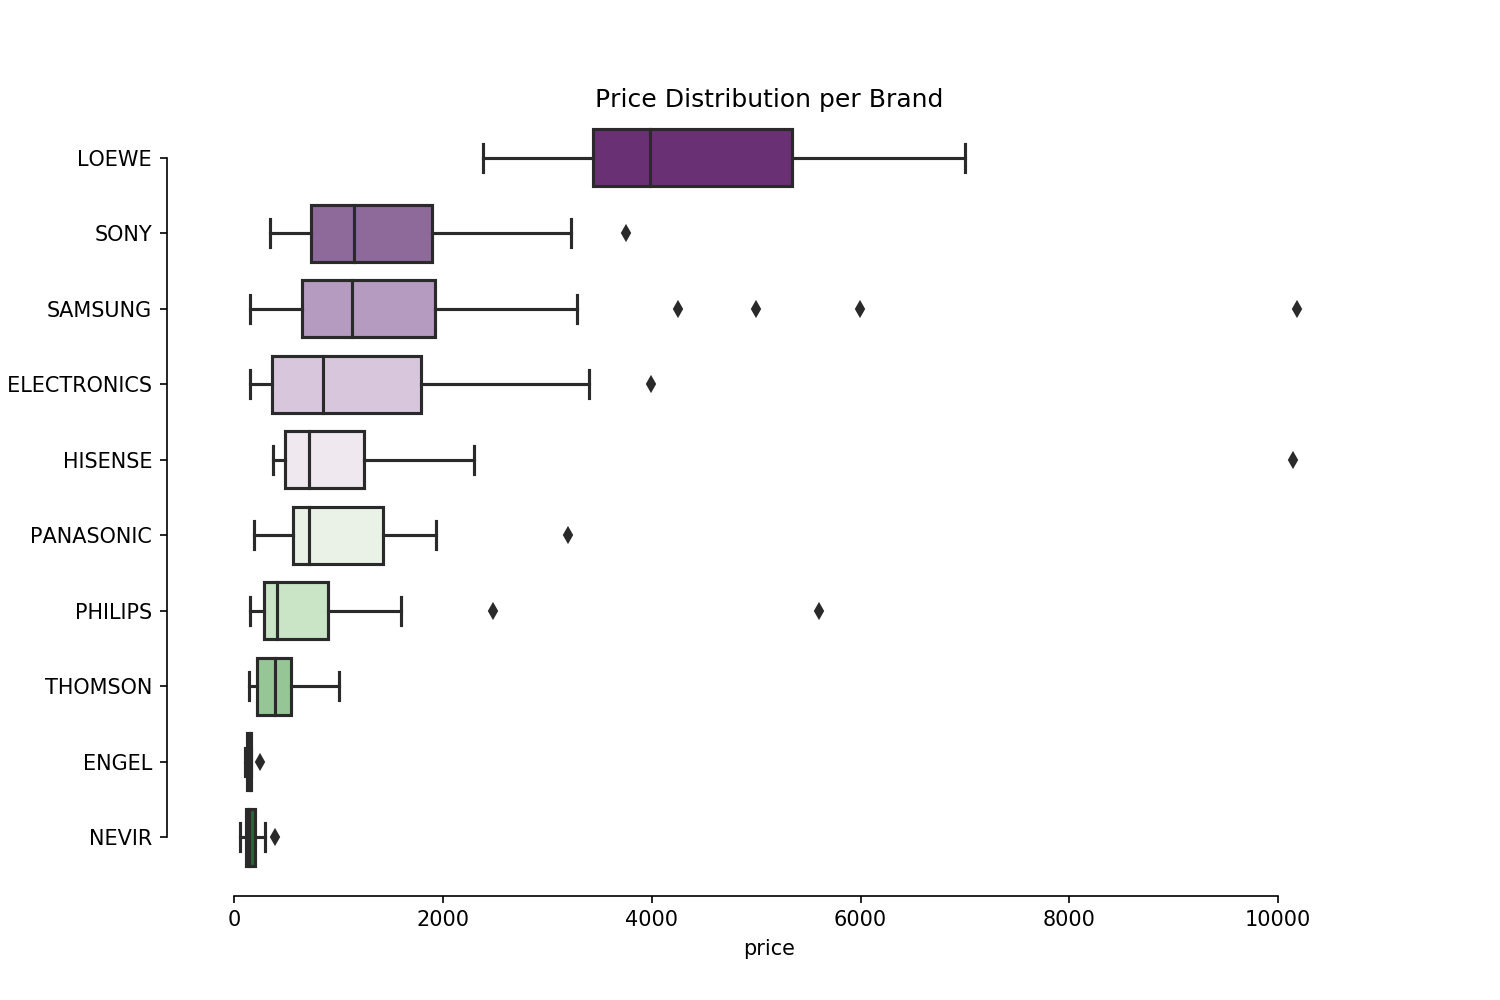 Price Distribution per Brand
LOEWE
SONY
SAMSUNG
ELECTRONICS
HISENSE
PANASONIC
PHILIPS
THOMSON
ENGEL
NEVIR
0 2000 4000 6000 8000 10000
price